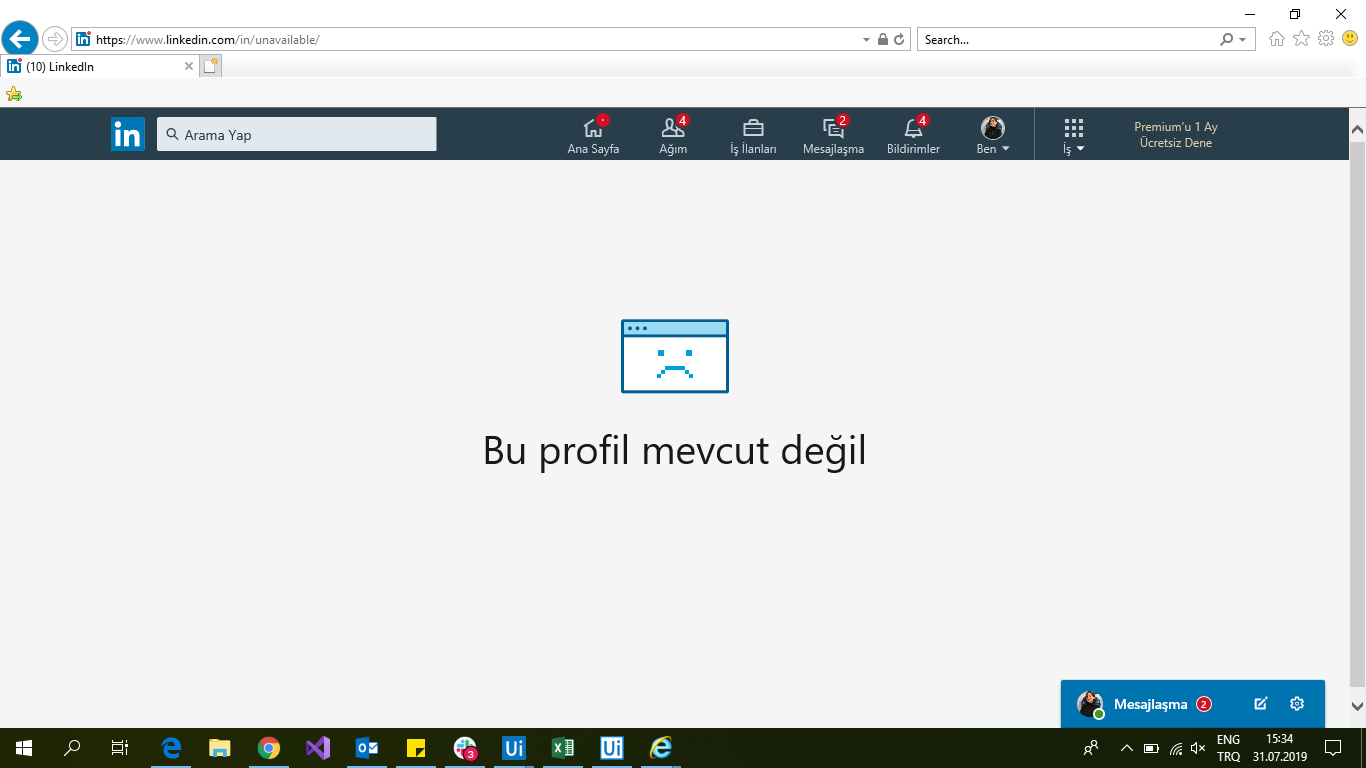 https://www.linkedin.com/in/unavailable/
Search...
(10) LinkedIn
in
Arama Yap
Ana Sayfa
4
Ağım
İş İlanları
2
Mesajlaşma
4
Bildirimler
Ben
İş
Premium'u 1 Ay
Ücretsiz Dene
Bu profil mevcut değil
Mesajlaşma 2
3
Ui
Ui
ENG
TRQ
15:34
31.07.2019